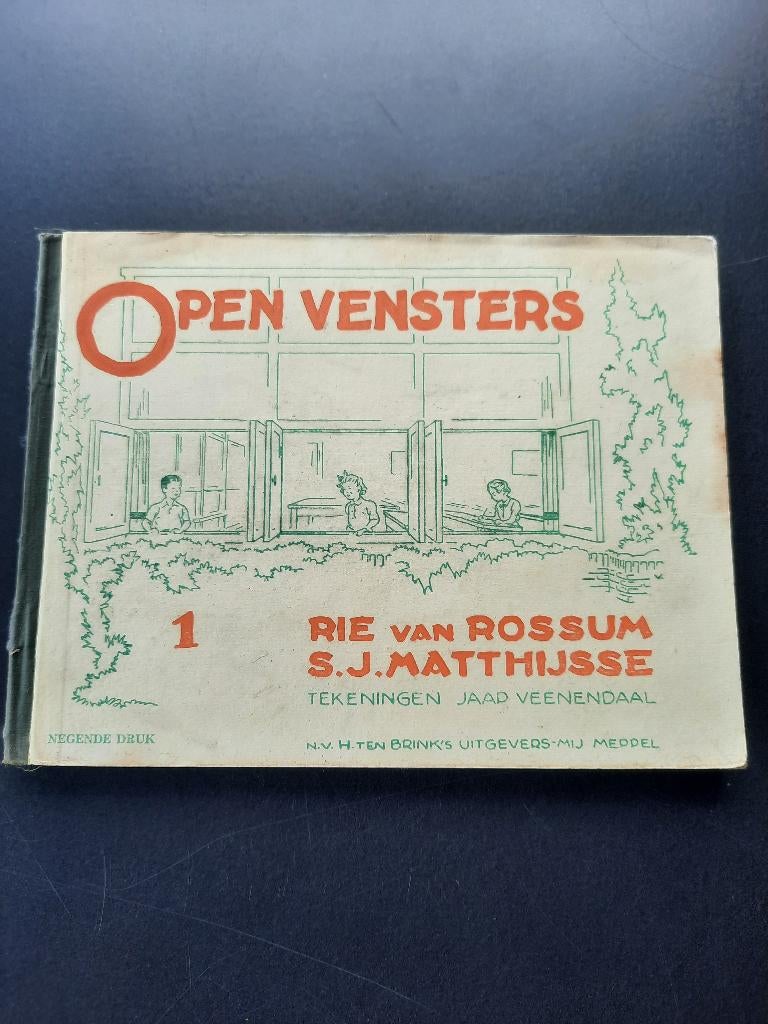 OPEN VENSTERS
1
RIE VAN ROSSUM
S.J. MATTHIJSSE
TEKENINGEN JAAP VEENENDAAL
NEGENDE DRUK
N.V. H. TEN BRINK'S UITGEVERS-MIJ MEPPEL